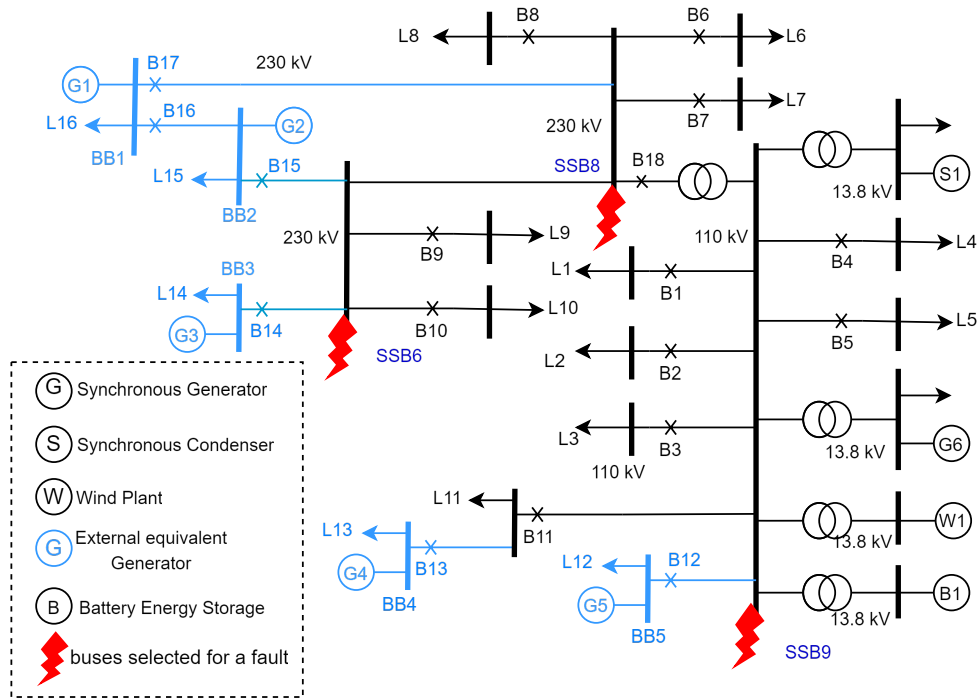 B8
B6
L8
L6
B17
230 kV
G1
B16
L7
L16
G2
B7
230 kV
BB1
B15
SSB8
B18
L15
S1
13.8 kV
BB2
230 kV
L9
110 kV
L4
B9
B4
BB3
L1
B1
L14
L10
G3
B14
B10
L5
B5
SSB6
L2
B2
G
Synchronous Generator
L3
B3
G6
S
Synchronous Condenser
13.8 kV
110 kV
W
Wind Plant
L11
W1
L13
B11
13.8 kV
G
External equivalent
Generator
L12
B12
G4
B13
BB4
G5
B1
B
Battery Energy Storage
13.8 kV
BB5
buses selected for a fault
SSB9